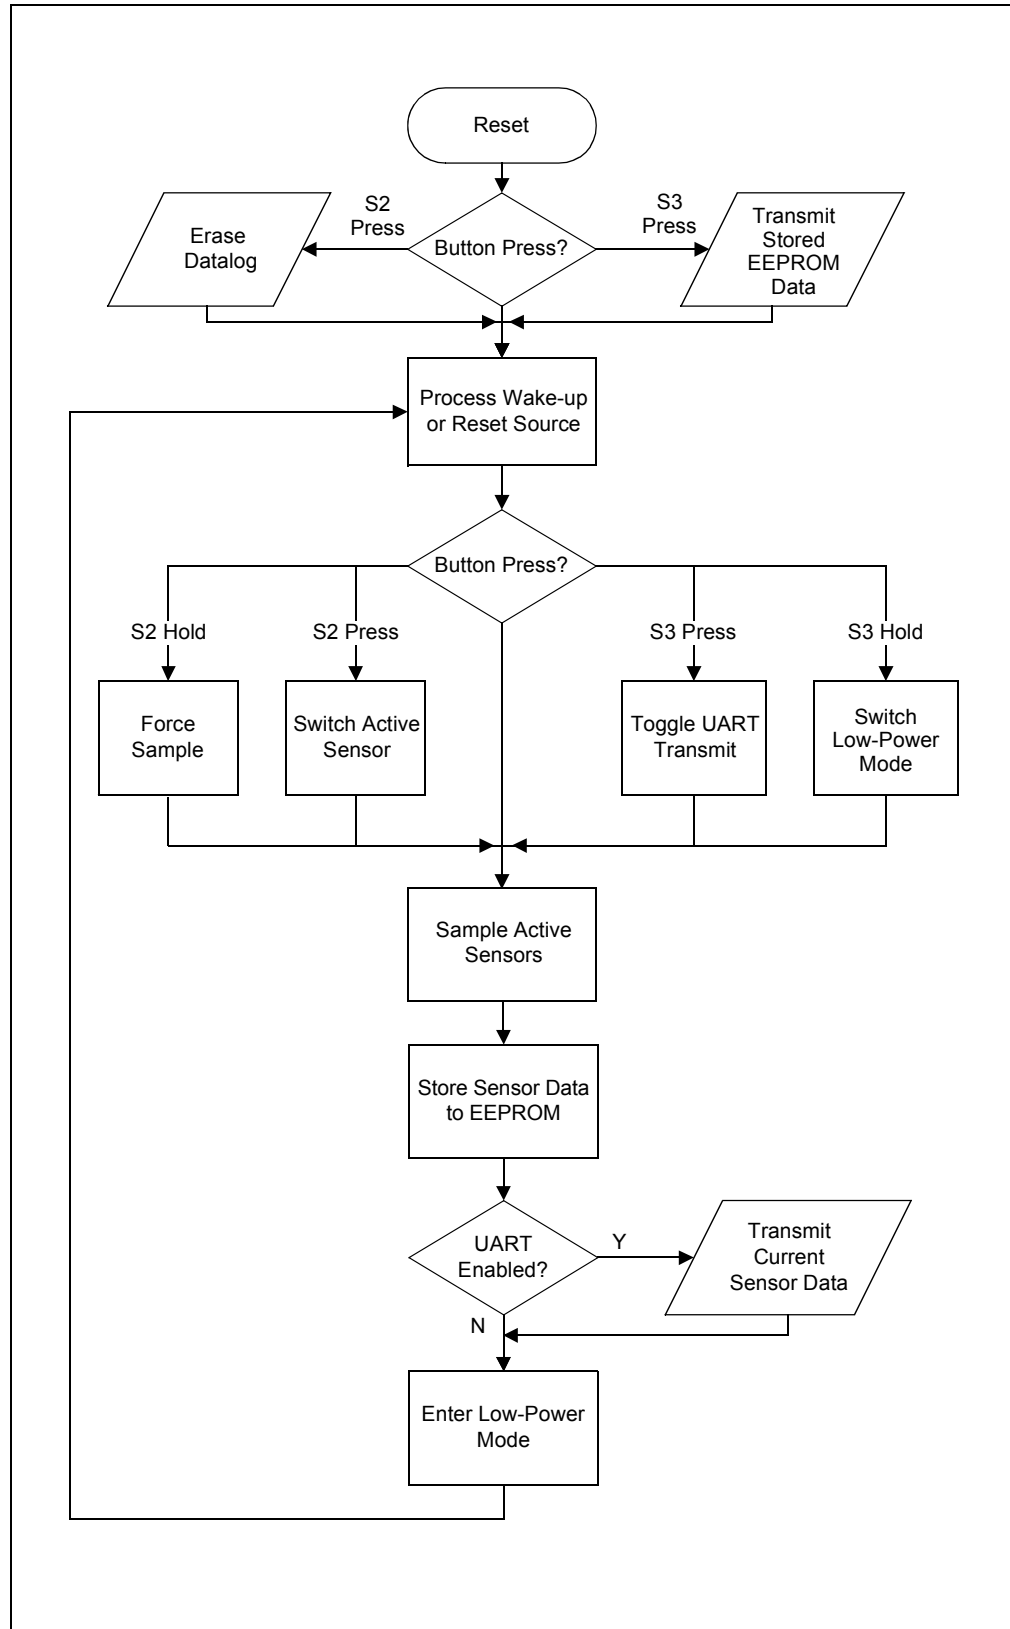 Reset
S2
Press
S3
Press
Erase
Datalog
Button Press?
Transmit
Stored
EEPROM
Data
Process Wake-up
or Reset Source
Button Press?
S2 Hold
S2 Press
S3 Press
S3 Hold
Force
Sample
Switch Active
Sensor
Toggle UART
Transmit
Switch
Low-Power
Mode
Sample Active
Sensors
Store Sensor Data
to EEPROM
UART
Enabled?
Y
Transmit
Current
Sensor Data
N
Enter Low-Power
Mode